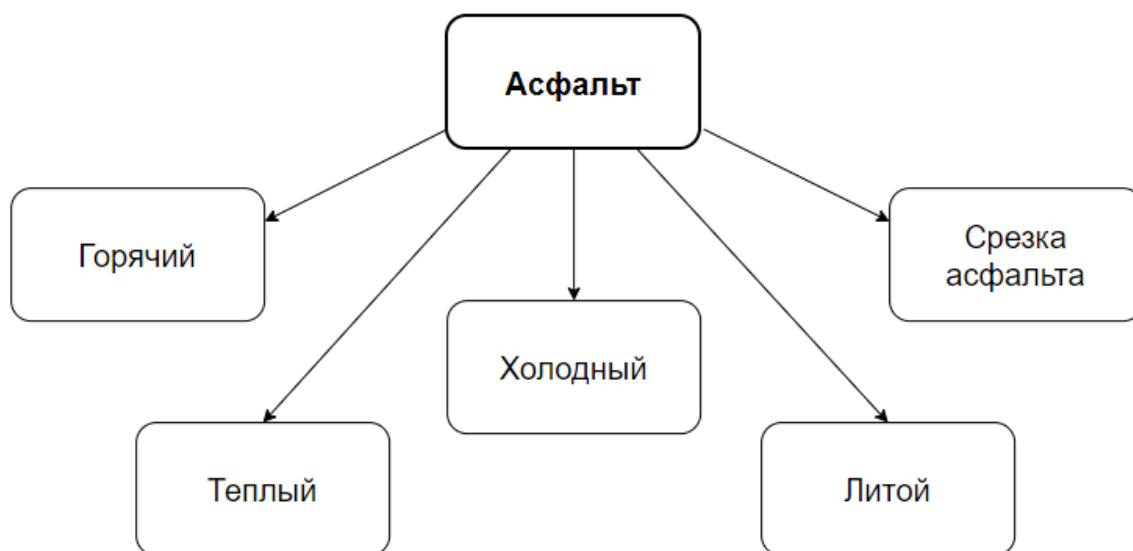 Асфальт
Горячий
Срезка
асфальта
Холодный
Теплый
Литой